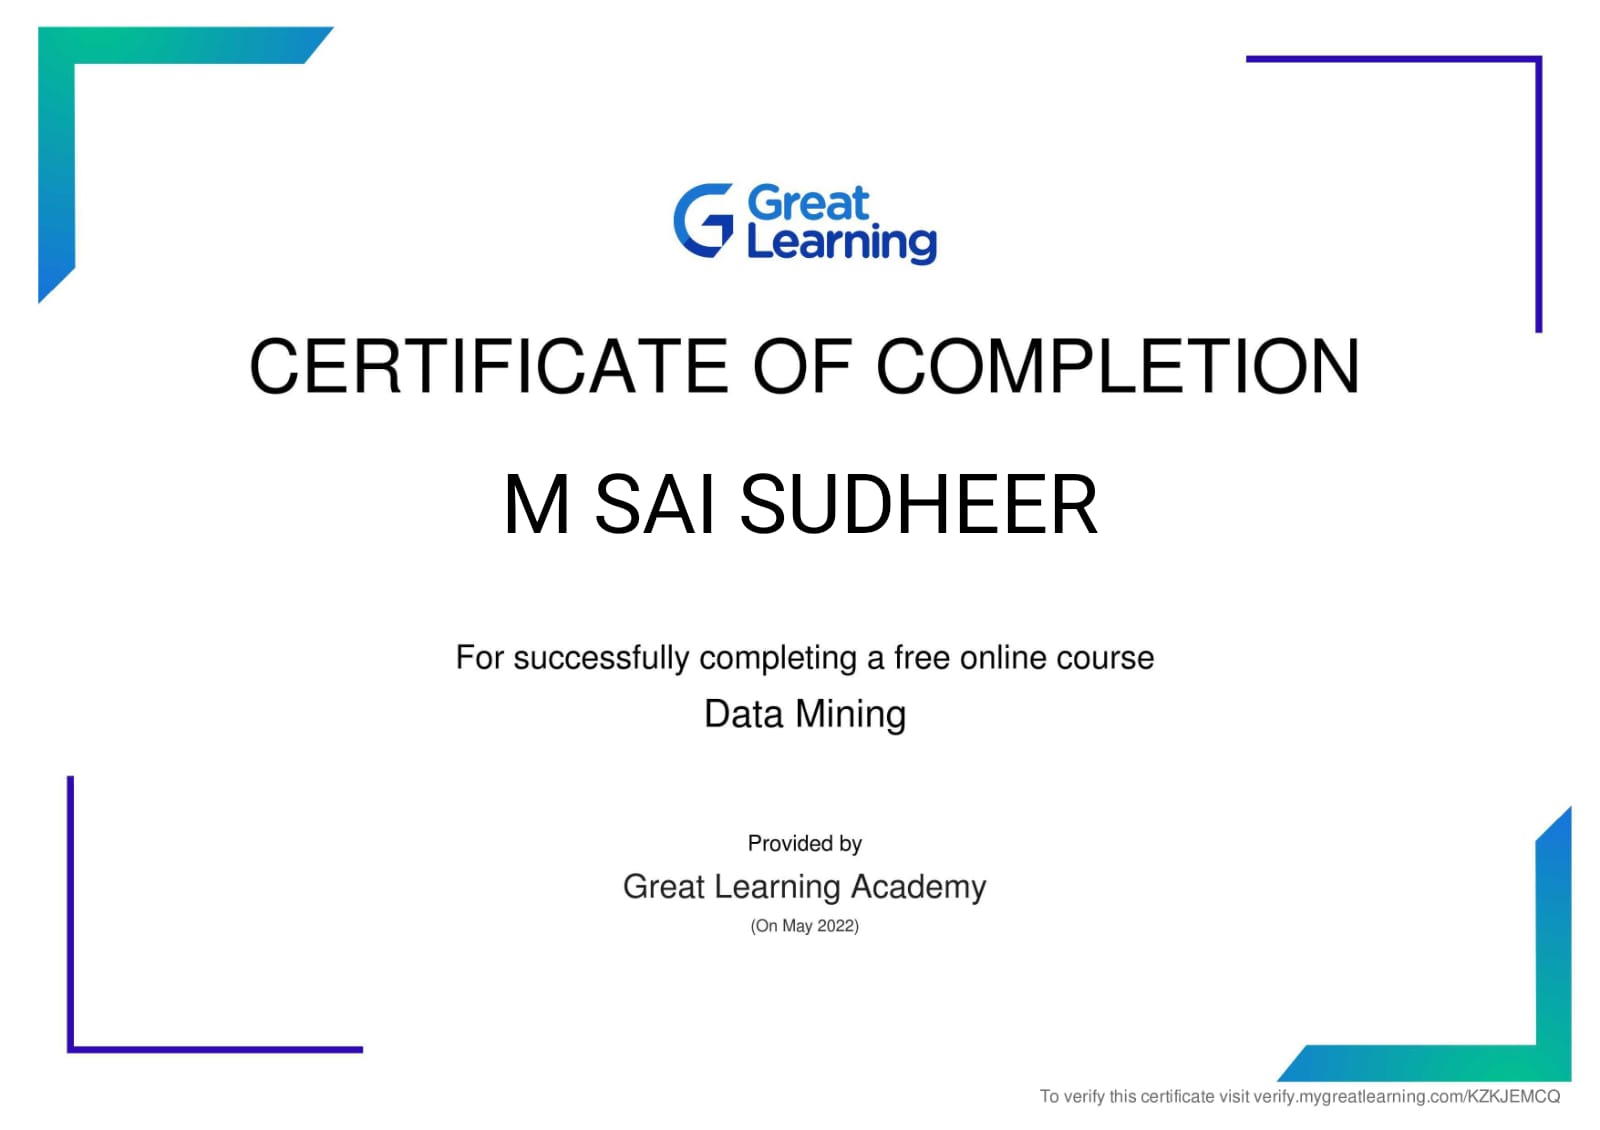 Great
Learning
CERTIFICATE OF COMPLETION
M SAI SUDHEER
For successfully completing a free online course
Data Mining
Provided by
Great Learning Academy
(On May 2022)
To verify this certificate visit verify.mygreatlearning.com/KZKJEMCQ